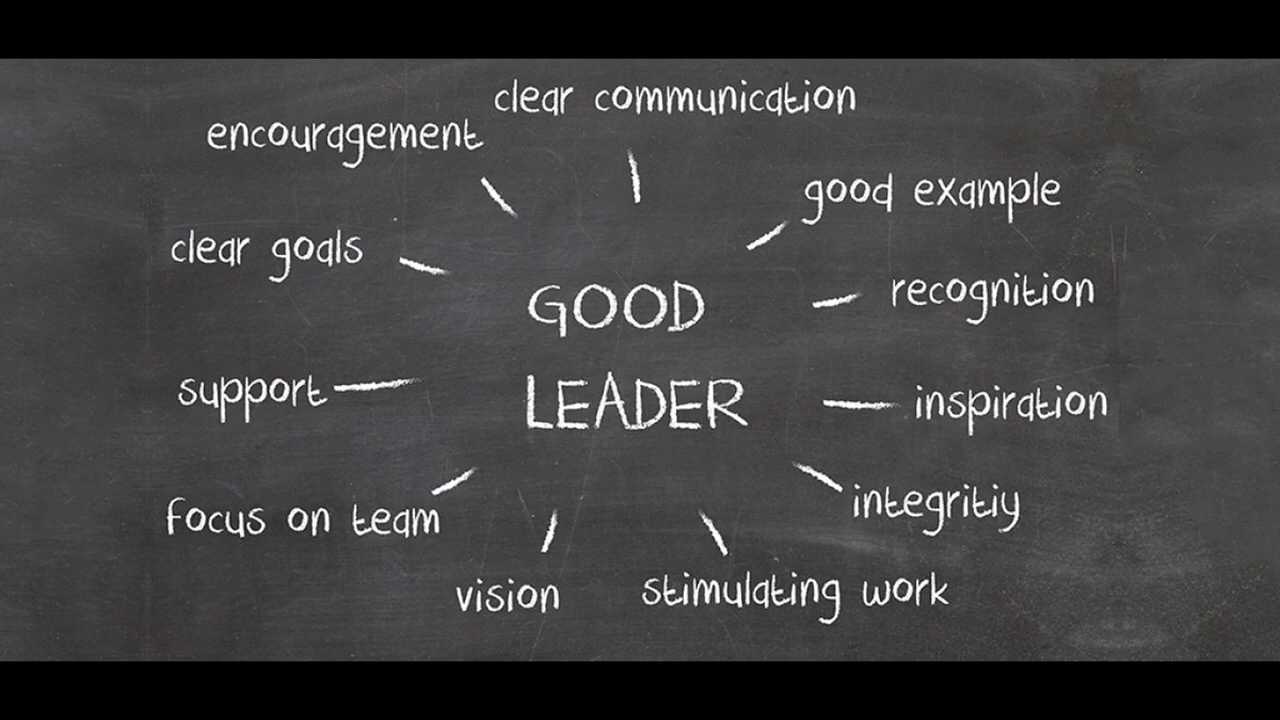 clear communication
encouragement
good example
clear goals
recognition
GOOD
LEADER
support
inspiration
focus on team
integritiy
vision
stimulating work